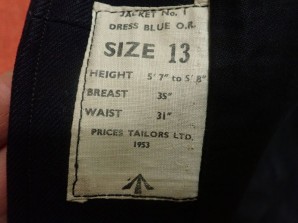 JACKET No. 1
DRESS BLUE O.R.
SIZE 13
HEIGHT 5' 7" to 5' 8"
BREAST 35"
WAIST 31"
PRICES TAILORS LTD.
1953